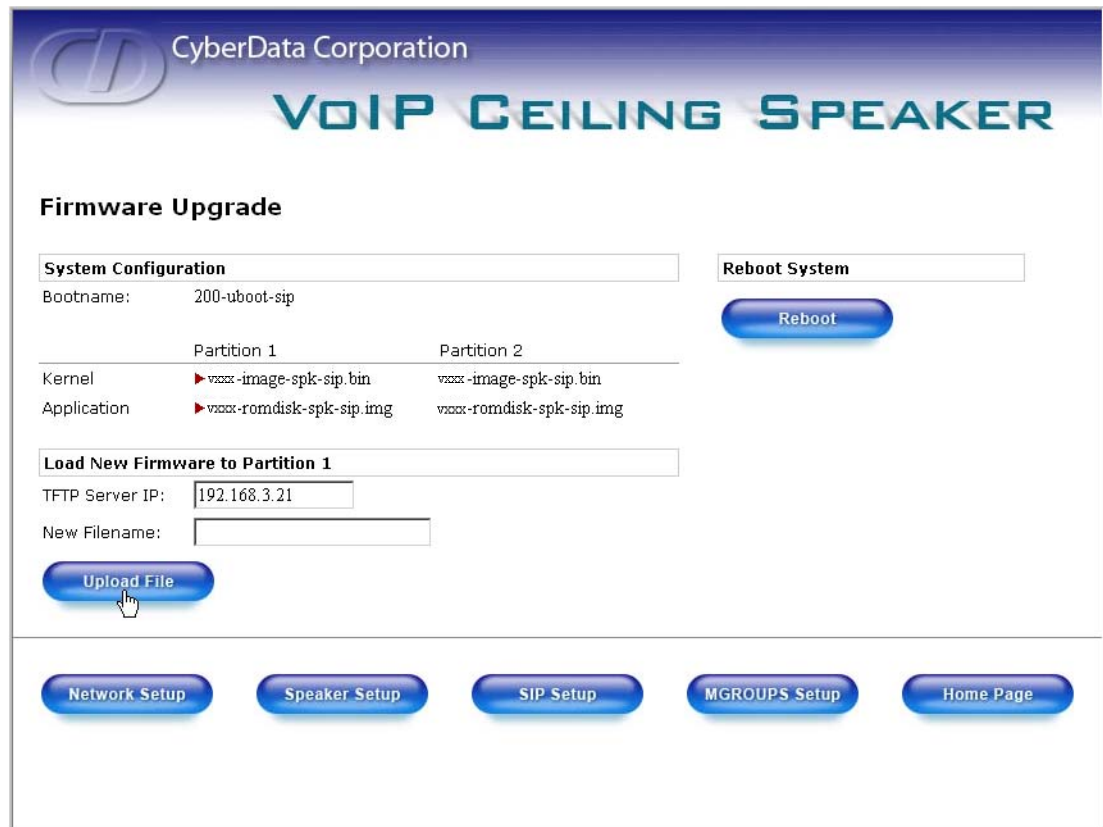 CyberData Corporation
VoIP Ceiling Speaker
Firmware Upgrade
System Configuration
Bootname: 200-uboot-sip
Partition 1 Partition 2
Kernel vxxx-image-spk-sip.bin vxxx-image-spk-sip.bin
Application vxxx-romdisk-spk-sip.img vxxx-romdisk-spk-sip.img
Load New Firmware to Partition 1
TFTP Server IP: 192.168.3.21
New Filename:
Upload File
Reboot System
Reboot
Network Setup Speaker Setup SIP Setup MGROUPS Setup Home Page